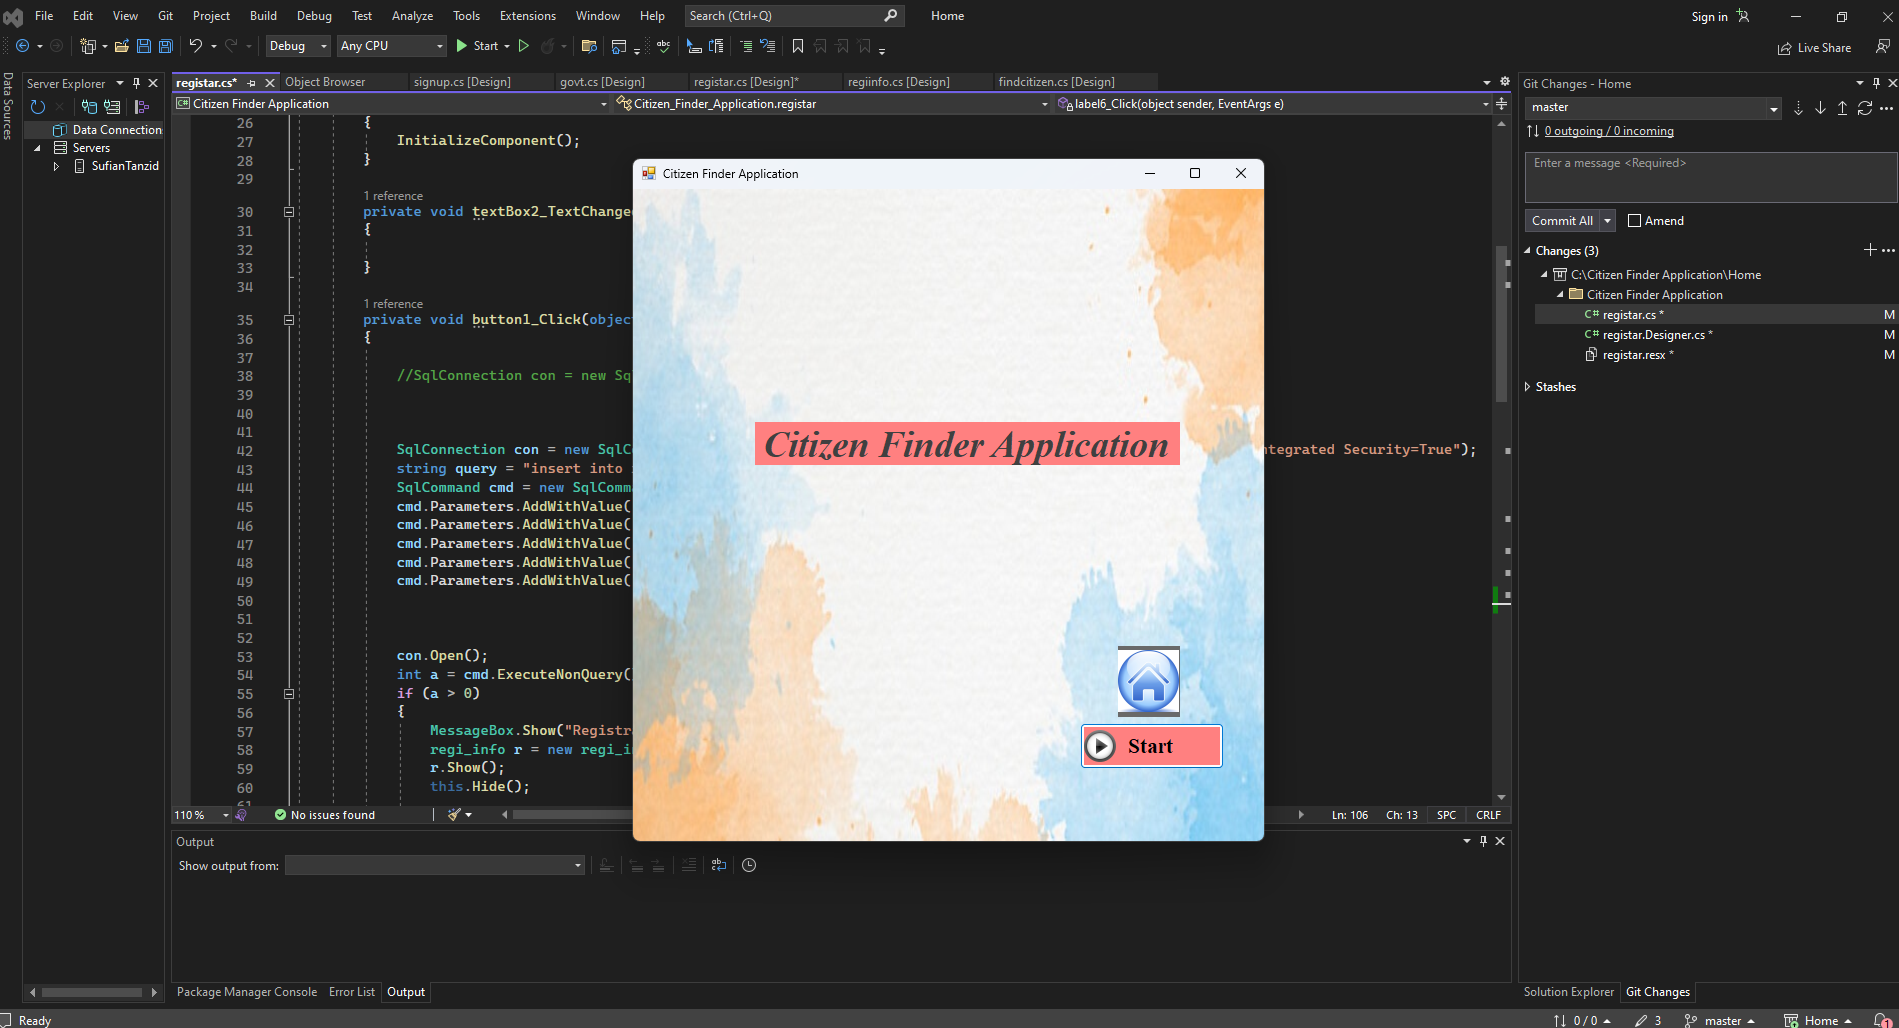 File Edit View Git Project Build Debug Test Analyze Tools Extensions Window Help Search (Ctrl+Q) Home Sign in
Debug Any CPU Start Live Share
Data Sources
Server Explorer
Data Connection
Servers
SufianTanzid
registar.cs* Object Browser signup.cs [Design] govt.cs [Design] registar.cs [Design]* regiinfo.cs [Design] findcitizen.cs [Design]
Citizen Finder Application Citizen_Finder_Application.registar label6_Click(object sender, EventArgs e)
26 {
27 InitializeComponent();
28 }
29
1 reference
30 private void textBox2_TextChange
31 {
32
33 }
34
1 reference
35 private void button1_Click(objec
36 {
37
38 //SqlConnection con = new Sq
39
40
41
42 SqlConnection con = new SqlC ntegrated Security=True");
43 string query = "insert into
44 SqlCommand cmd = new SqlComm
45 cmd.Parameters.AddWithValue(
46 cmd.Parameters.AddWithValue(
47 cmd.Parameters.AddWithValue(
48 cmd.Parameters.AddWithValue(
49 cmd.Parameters.AddWithValue(
50
51
52
53 con.Open();
54 int a = cmd.ExecuteNonQuery(
55 if (a > 0)
56 {
57 MessageBox.Show("Registr
58 regi_info r = new regi_i
59 r.Show();
60 this.Hide();
61
110 % No issues found Ln: 106 Ch: 13 SPC CRLF
Citizen Finder Application
Citizen Finder Application
Start
Output
Show output from:
Package Manager Console Error List Output
Git Changes - Home
master
0 outgoing / 0 incoming
Enter a message <Required>
Commit All Amend
Changes (3)
C:\Citizen Finder Application\Home
Citizen Finder Application
C# registar.cs * M
C# registar.Designer.cs * M
registar.resx * M
Stashes
Solution Explorer Git Changes
Ready 0 / 0 3 master Home 1